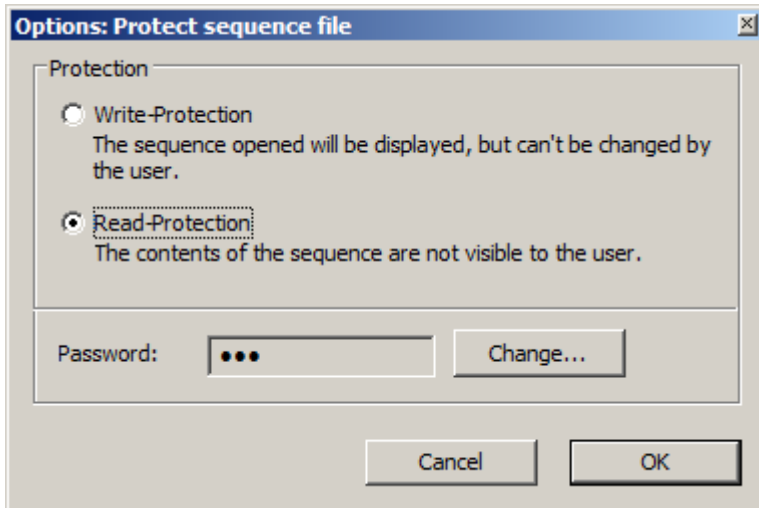 Options: Protect sequence file
Protection
Write-Protection
The sequence opened will be displayed, but can't be changed by
the user.
Read-Protection
The contents of the sequence are not visible to the user.
Password: ●●● Change...
Cancel OK